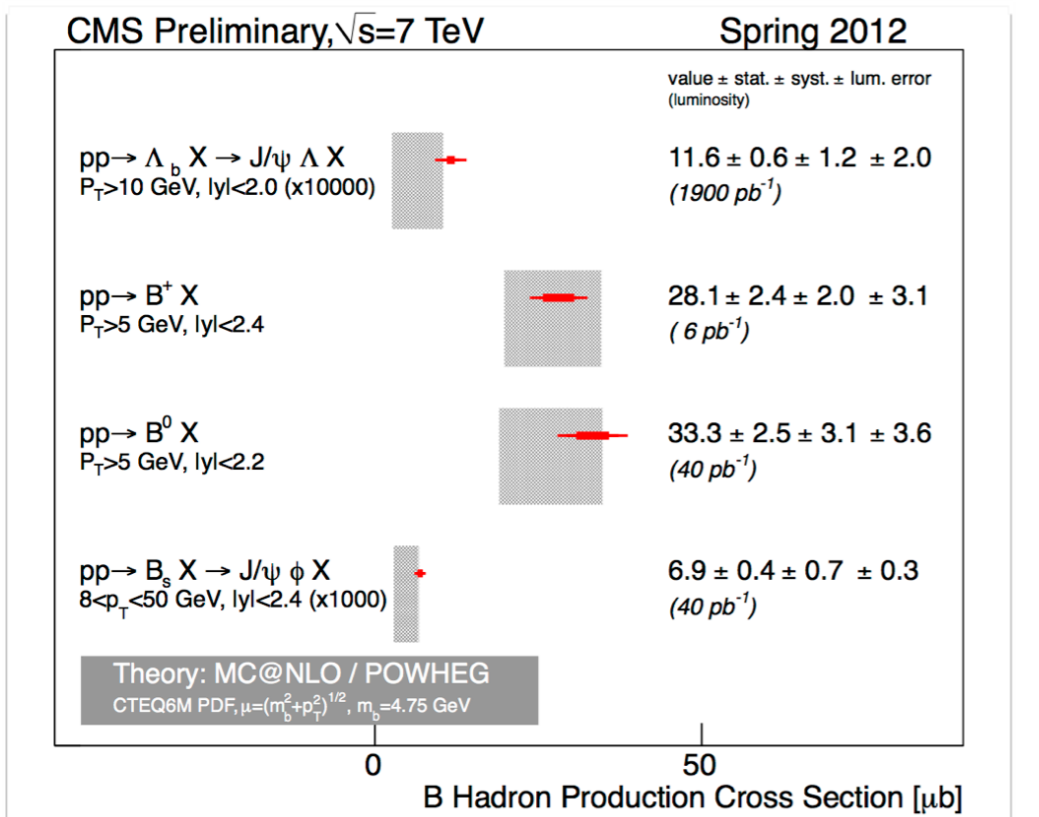 CMS Preliminary,√s=7 TeV Spring 2012
value ± stat. ± syst. ± lum. error
(luminosity)
pp→ Λ_b X → J/ψ Λ X 11.6 ± 0.6 ± 1.2 ± 2.0
P_T>10 GeV, |y|<2.0 (x10000) (1900 pb⁻¹)
pp→ B⁺ X 28.1 ± 2.4 ± 2.0 ± 3.1
P_T>5 GeV, |y|<2.4 ( 6 pb⁻¹)
pp→ B⁰ X 33.3 ± 2.5 ± 3.1 ± 3.6
P_T>5 GeV, |y|<2.2 (40 pb⁻¹)
pp→ B_s X → J/ψ ϕ X 6.9 ± 0.4 ± 0.7 ± 0.3
8<p_T<50 GeV, |y|<2.4 (x1000) (40 pb⁻¹)
Theory: MC@NLO / POWHEG
CTEQ6M PDF, μ=(m_b²+p_T²)^1/2, m_b=4.75 GeV
0 50
B Hadron Production Cross Section [μb]